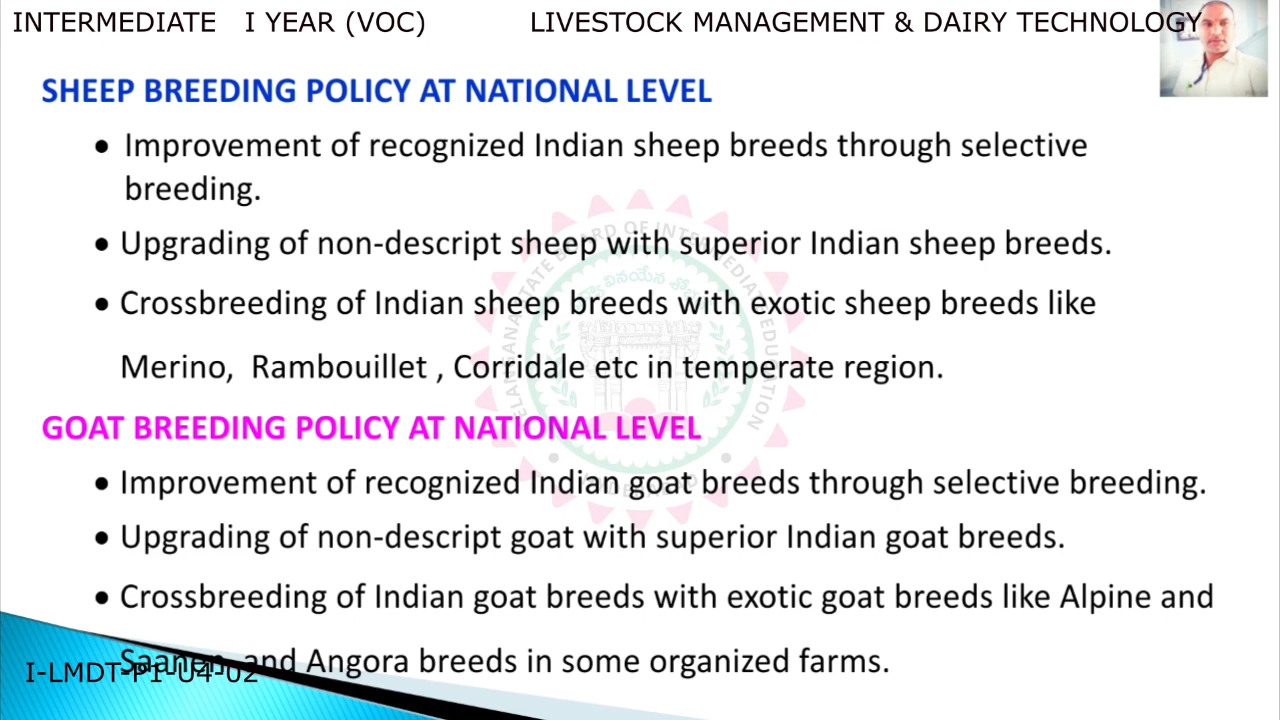 INTERMEDIATE I YEAR (VOC) LIVESTOCK MANAGEMENT & DAIRY TECHNOLOGY
SHEEP BREEDING POLICY AT NATIONAL LEVEL
• Improvement of recognized Indian sheep breeds through selective
breeding.
• Upgrading of non-descript sheep with superior Indian sheep breeds.
• Crossbreeding of Indian sheep breeds with exotic sheep breeds like
Merino, Rambouillet , Corridale etc in temperate region.
GOAT BREEDING POLICY AT NATIONAL LEVEL
• Improvement of recognized Indian goat breeds through selective breeding.
• Upgrading of non-descript goat with superior Indian goat breeds.
• Crossbreeding of Indian goat breeds with exotic goat breeds like Alpine and
Saanen and Angora breeds in some organized farms.
I-LMDT-P1-U4-02